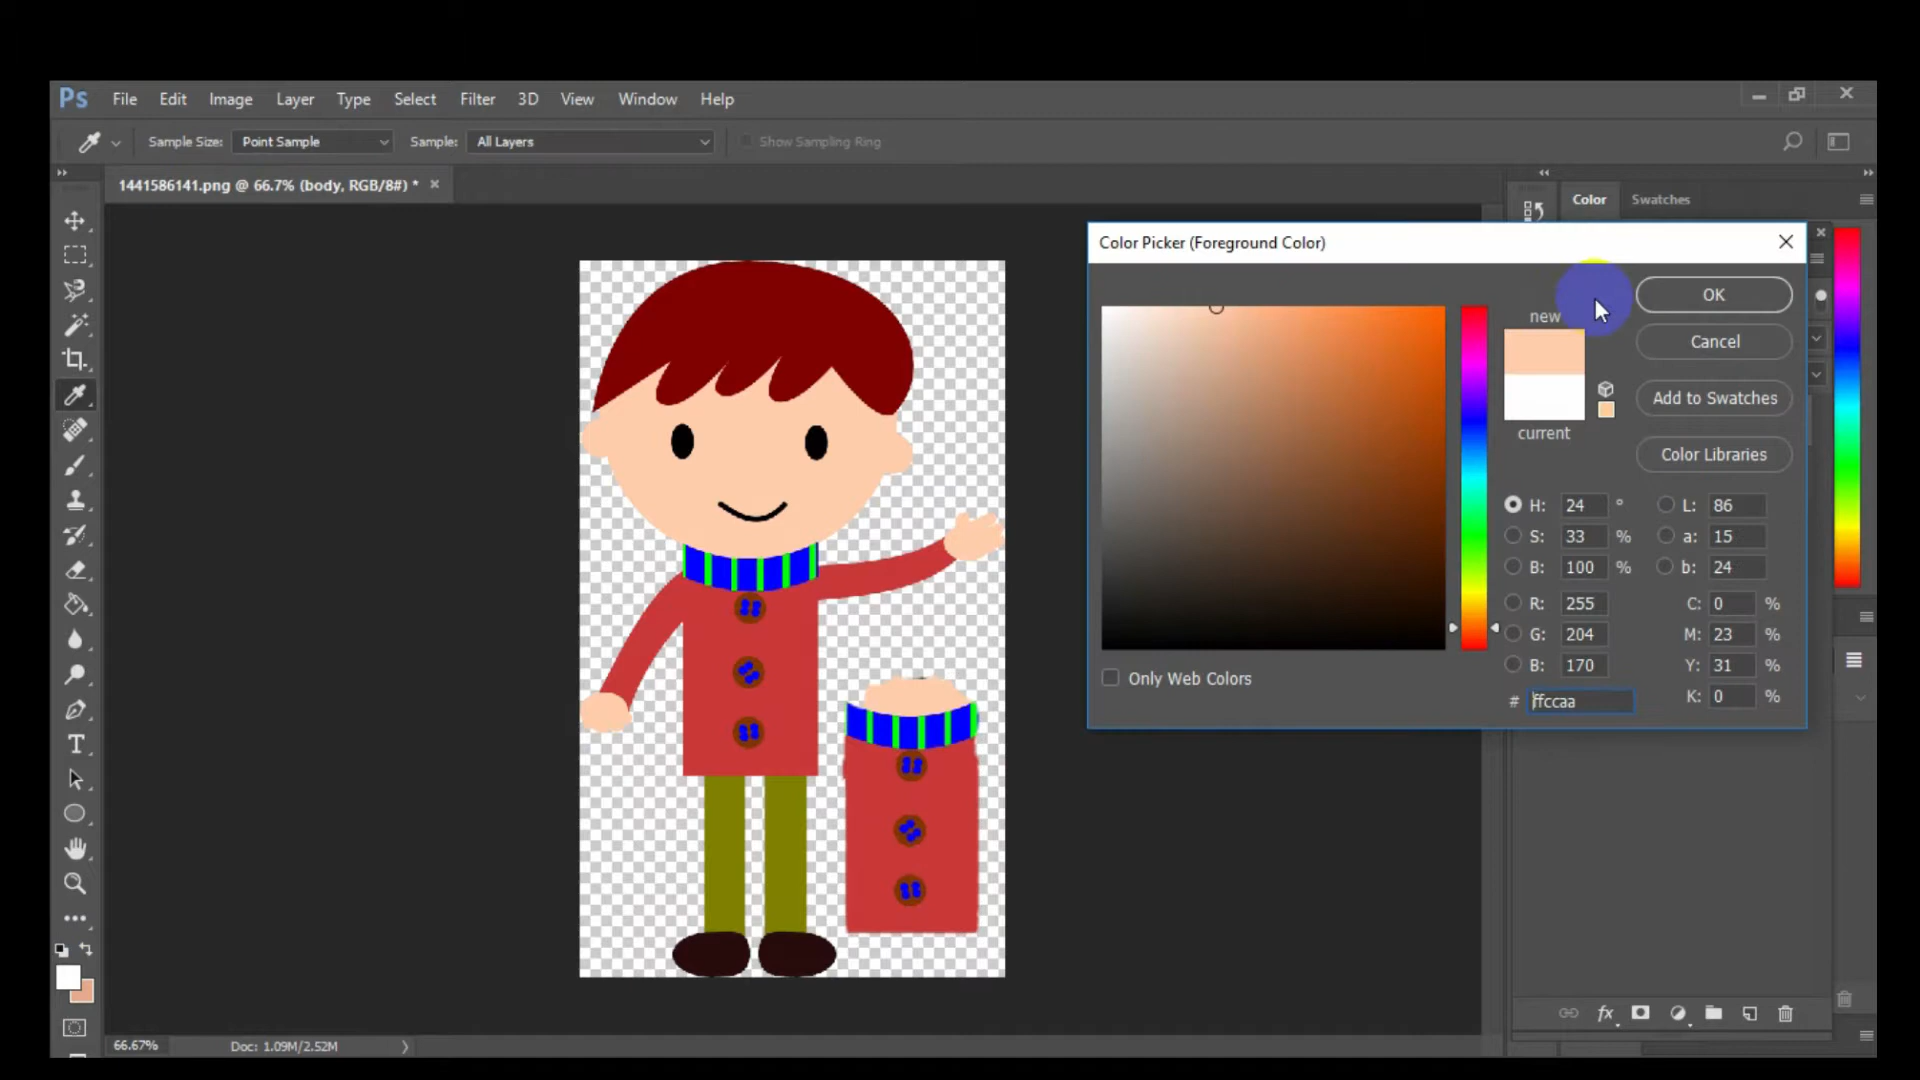 Ps File Edit Image Layer Type Select Filter 3D View Window Help
Sample Size: Point Sample Sample: All Layers Show Sampling Ring
1441586141.png @ 66.7% (body, RGB/8#) * ×
Color Swatches
Color Picker (Foreground Color)
OK
new
Cancel
Add to Swatches
current
Color Libraries
H: 24 ° L: 86
S: 33 % a: 15
B: 100 % b: 24
R: 255 C: 0 %
G: 204 M: 23 %
B: 170 Y: 31 %
Only Web Colors
# ffccaa K: 0 %
66.67% Doc: 1.09M/2.52M